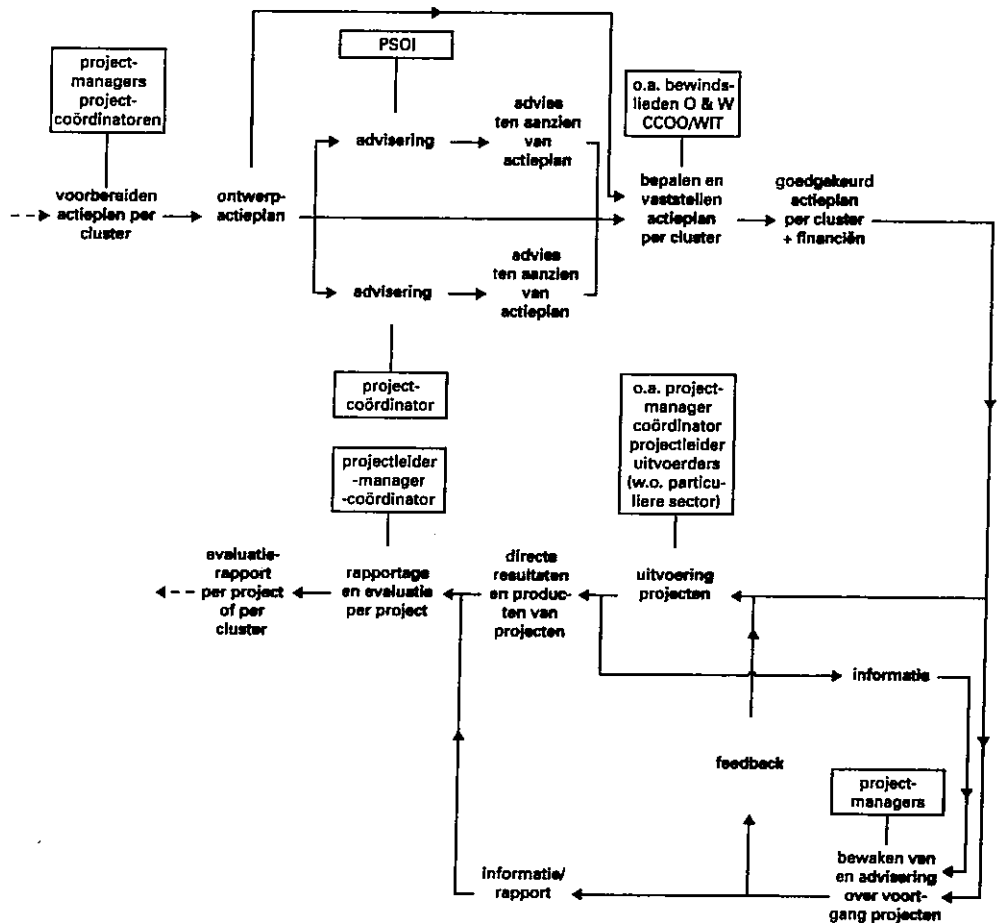 PSOI
project-
managers
project-
coördinatoren
o.a. bewinds-
lieden O & W
CCOO/WIT
voorbereiden
actieplan per
cluster
ontwerp-
actieplan
advisering
advies
ten aanzien
van
actieplan
advisering
advies
ten aanzien
van
actieplan
bepalen en
vaststellen
actieplan
per cluster
goedgekeurd
actieplan
per cluster
+ financiën
project-
coördinator
o.a. project-
manager
coördinator
projectleider
uitvoerders
(w.o. particu-
liere sector)
projectleider
-manager
-coördinator
evaluatie-
rapport
per project
of per
cluster
rapportage
en evaluatie
per project
directe
resultaten
en produc-
ten van
projecten
uitvoering
projecten
informatie
feedback
project-
managers
informatie/
rapport
bewaken van
en advisering
over voort-
gang projecten